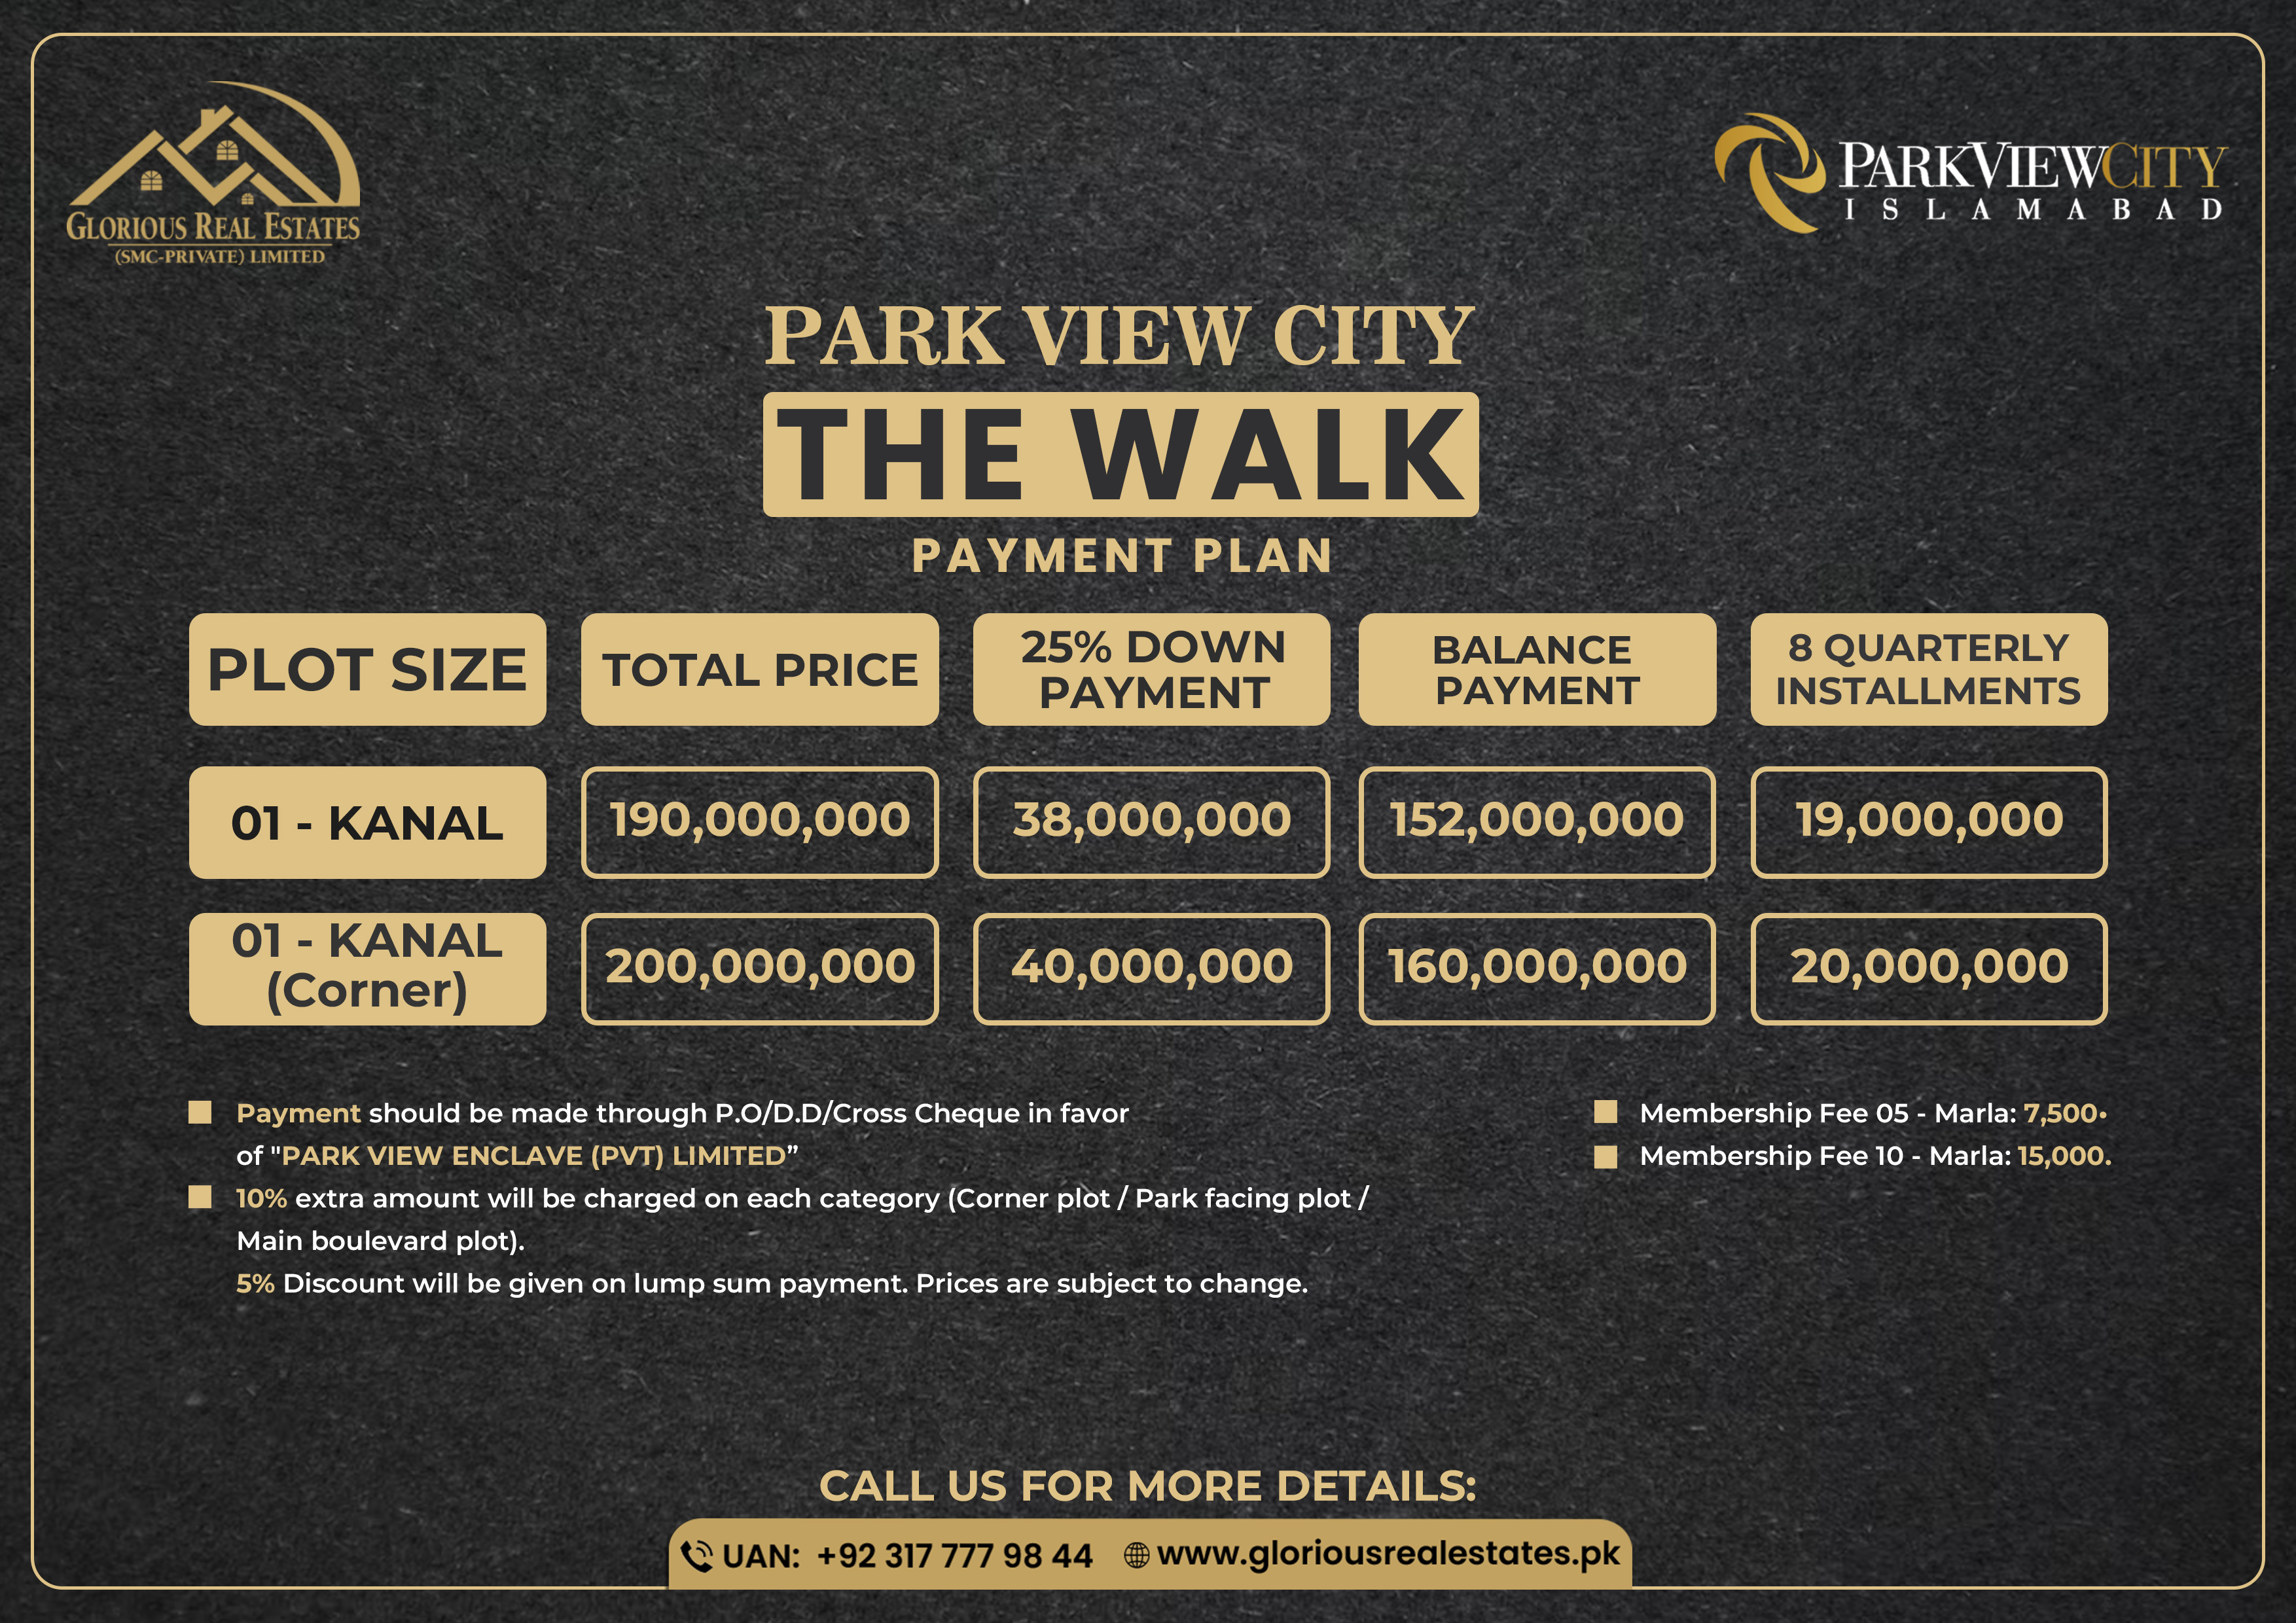 GLORIOUS REAL ESTATES
(SMC-PRIVATE) LIMITED
PARKVIEWCITY
ISLAMABAD
PARK VIEW CITY
THE WALK
PAYMENT PLAN
PLOT SIZE
TOTAL PRICE
25% DOWN
PAYMENT
BALANCE
PAYMENT
8 QUARTERLY
INSTALLMENTS
01 - KANAL
190,000,000
38,000,000
152,000,000
19,000,000
01 - KANAL
(Corner)
200,000,000
40,000,000
160,000,000
20,000,000
Payment should be made through P.O/D.D/Cross Cheque in favor
of "PARK VIEW ENCLAVE (PVT) LIMITED”
10% extra amount will be charged on each category (Corner plot / Park facing plot /
Main boulevard plot).
5% Discount will be given on lump sum payment. Prices are subject to change.
Membership Fee 05 - Marla: 7,500•
Membership Fee 10 - Marla: 15,000.
CALL US FOR MORE DETAILS:
UAN: +92 317 777 98 44
www.gloriousrealestates.pk